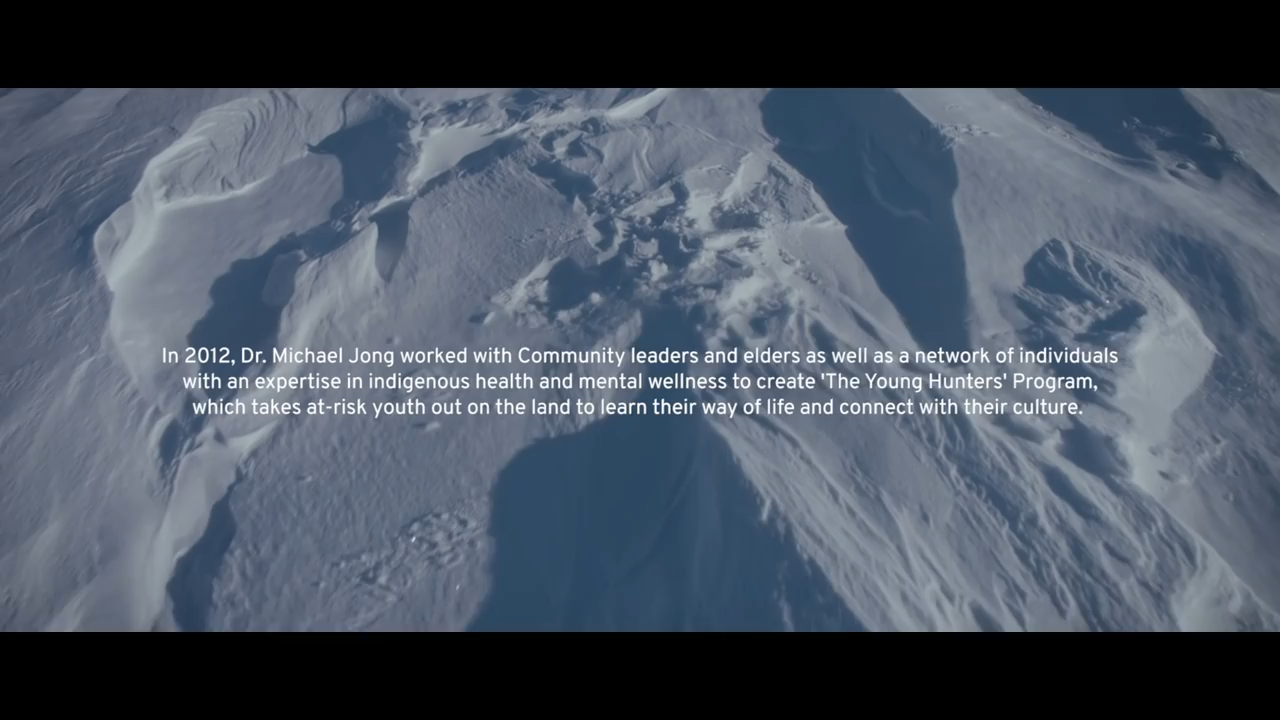 In 2012, Dr. Michael Jong worked with Community leaders and elders as well as a network of individuals
with an expertise in indigenous health and mental wellness to create 'The Young Hunters' Program,
which takes at-risk youth out on the land to learn their way of life and connect with their culture.